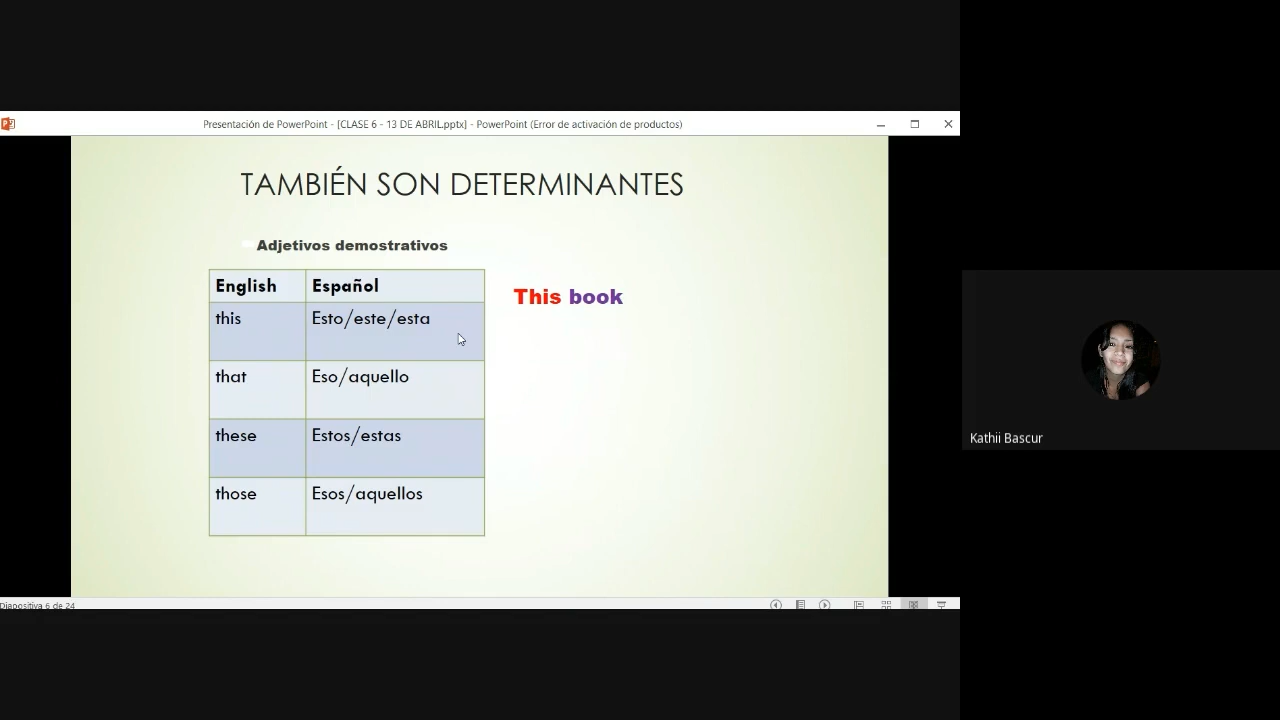 Presentación de PowerPoint - [CLASE 6 - 13 DE ABRIL.pptx] - PowerPoint (Error de activación de productos)
TAMBIÉN SON DETERMINANTES
Adjetivos demostrativos
English Español
This book
this Esto/este/esta
that Eso/aquello
these Estos/estas
Kathii Bascur
those Esos/aquellos
Diapositiva 6 de 24